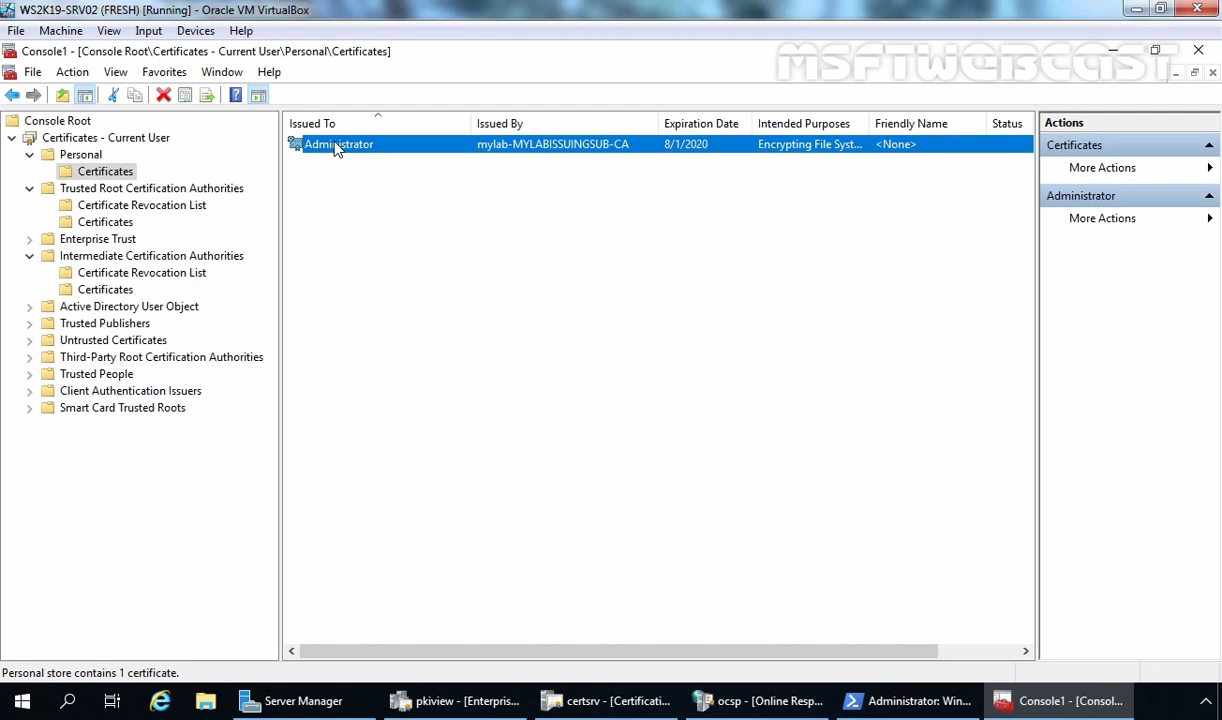 WS2K19-SRV02 (FRESH) [Running] - Oracle VM VirtualBox
File Machine View Input Devices Help
Console1 - [Console Root\Certificates - Current User\Personal\Certificates]
MSFTWEBCAST
File Action View Favorites Window Help
Console Root
Certificates - Current User
Personal
Certificates
Trusted Root Certification Authorities
Certificate Revocation List
Certificates
Enterprise Trust
Intermediate Certification Authorities
Certificate Revocation List
Certificates
Active Directory User Object
Trusted Publishers
Untrusted Certificates
Third-Party Root Certification Authorities
Trusted People
Client Authentication Issuers
Smart Card Trusted Roots
Issued To Issued By Expiration Date Intended Purposes Friendly Name Status
Administrator mylab-MYLABISSUINGSUB-CA 8/1/2020 Encrypting File Syst... <None>
Actions
Certificates
More Actions
Administrator
More Actions
Personal store contains 1 certificate.
Server Manager pkiview - [Enterpris... certsrv - [Certificati... ocsp - [Online Resp... Administrator: Win... Console1 - [Consol...